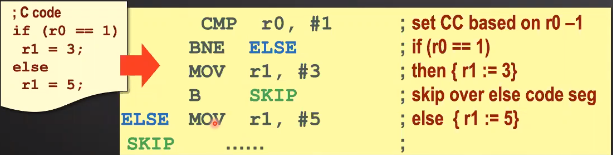 ; C code
if (r0 == 1)
r1 = 3;
else
r1 = 5;
CMP r0, #1 ; set CC based on r0 –1
BNE ELSE ; if (r0 == 1)
MOV r1, #3 ; then { r1 := 3}
B SKIP ; skip over else code seg
ELSE MOV r1, #5 ; else { r1 := 5}
SKIP ...... ;